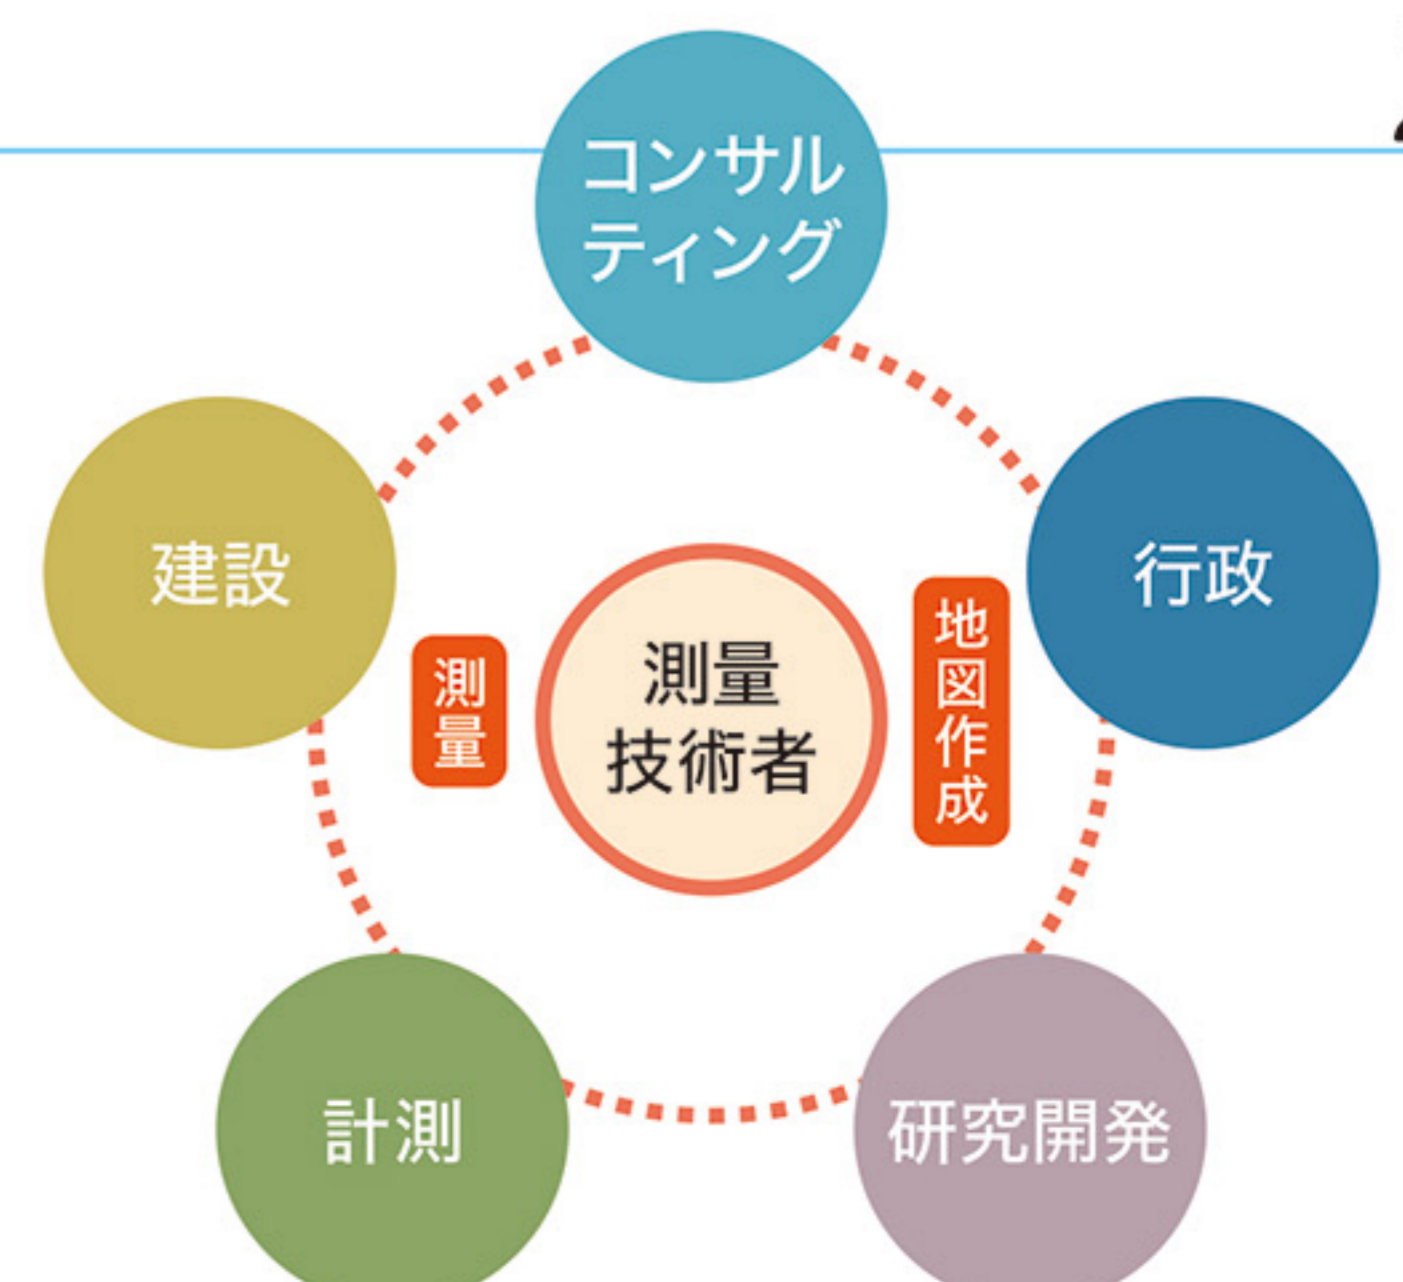 コンサル
ティング
建設
行政
測量
測量
技術者
地図作成
計測
研究開発